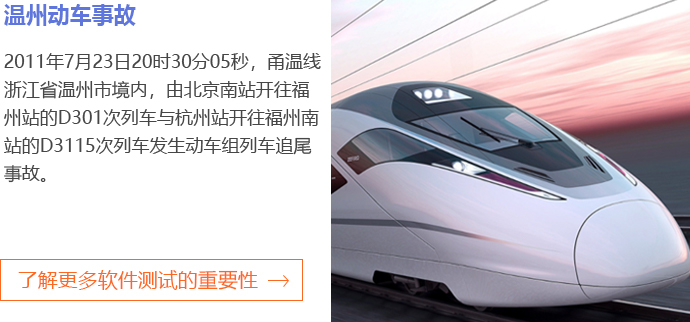 温州动车事故
2011年7月23日20时30分05秒，甬温线
浙江省温州市境内，由北京南站开往福
州站的D301次列车与杭州站开往福州南
站的D3115次列车发生动车组列车追尾
事故。
了解更多软件测试的重要性 →